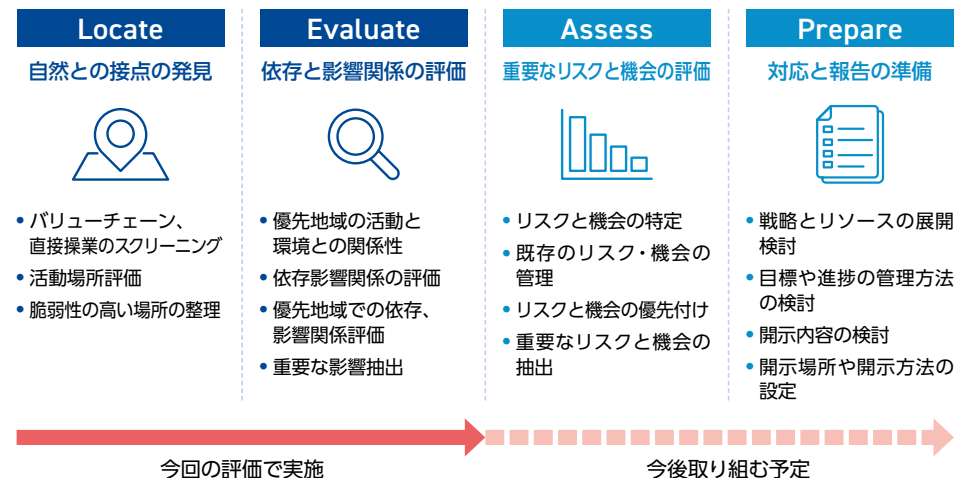 Locate
自然との接点の発見
• バリューチェーン、
直接操業のスクリーニング
• 活動場所評価
• 脆弱性の高い場所の整理
Evaluate
依存と影響関係の評価
• 優先地域の活動と
環境との関係性
• 依存影響関係の評価
• 優先地域での依存、
影響関係評価
• 重要な影響抽出
Assess
重要なリスクと機会の評価
• リスクと機会の特定
• 既存のリスク・機会の
管理
• リスクと機会の優先付け
• 重要なリスクと機会の
抽出
Prepare
対応と報告の準備
• 戦略とリソースの展開
検討
• 目標や進捗の管理方法
の検討
• 開示内容の検討
• 開示場所や開示方法の
設定
今回の評価で実施
今後取り組む予定